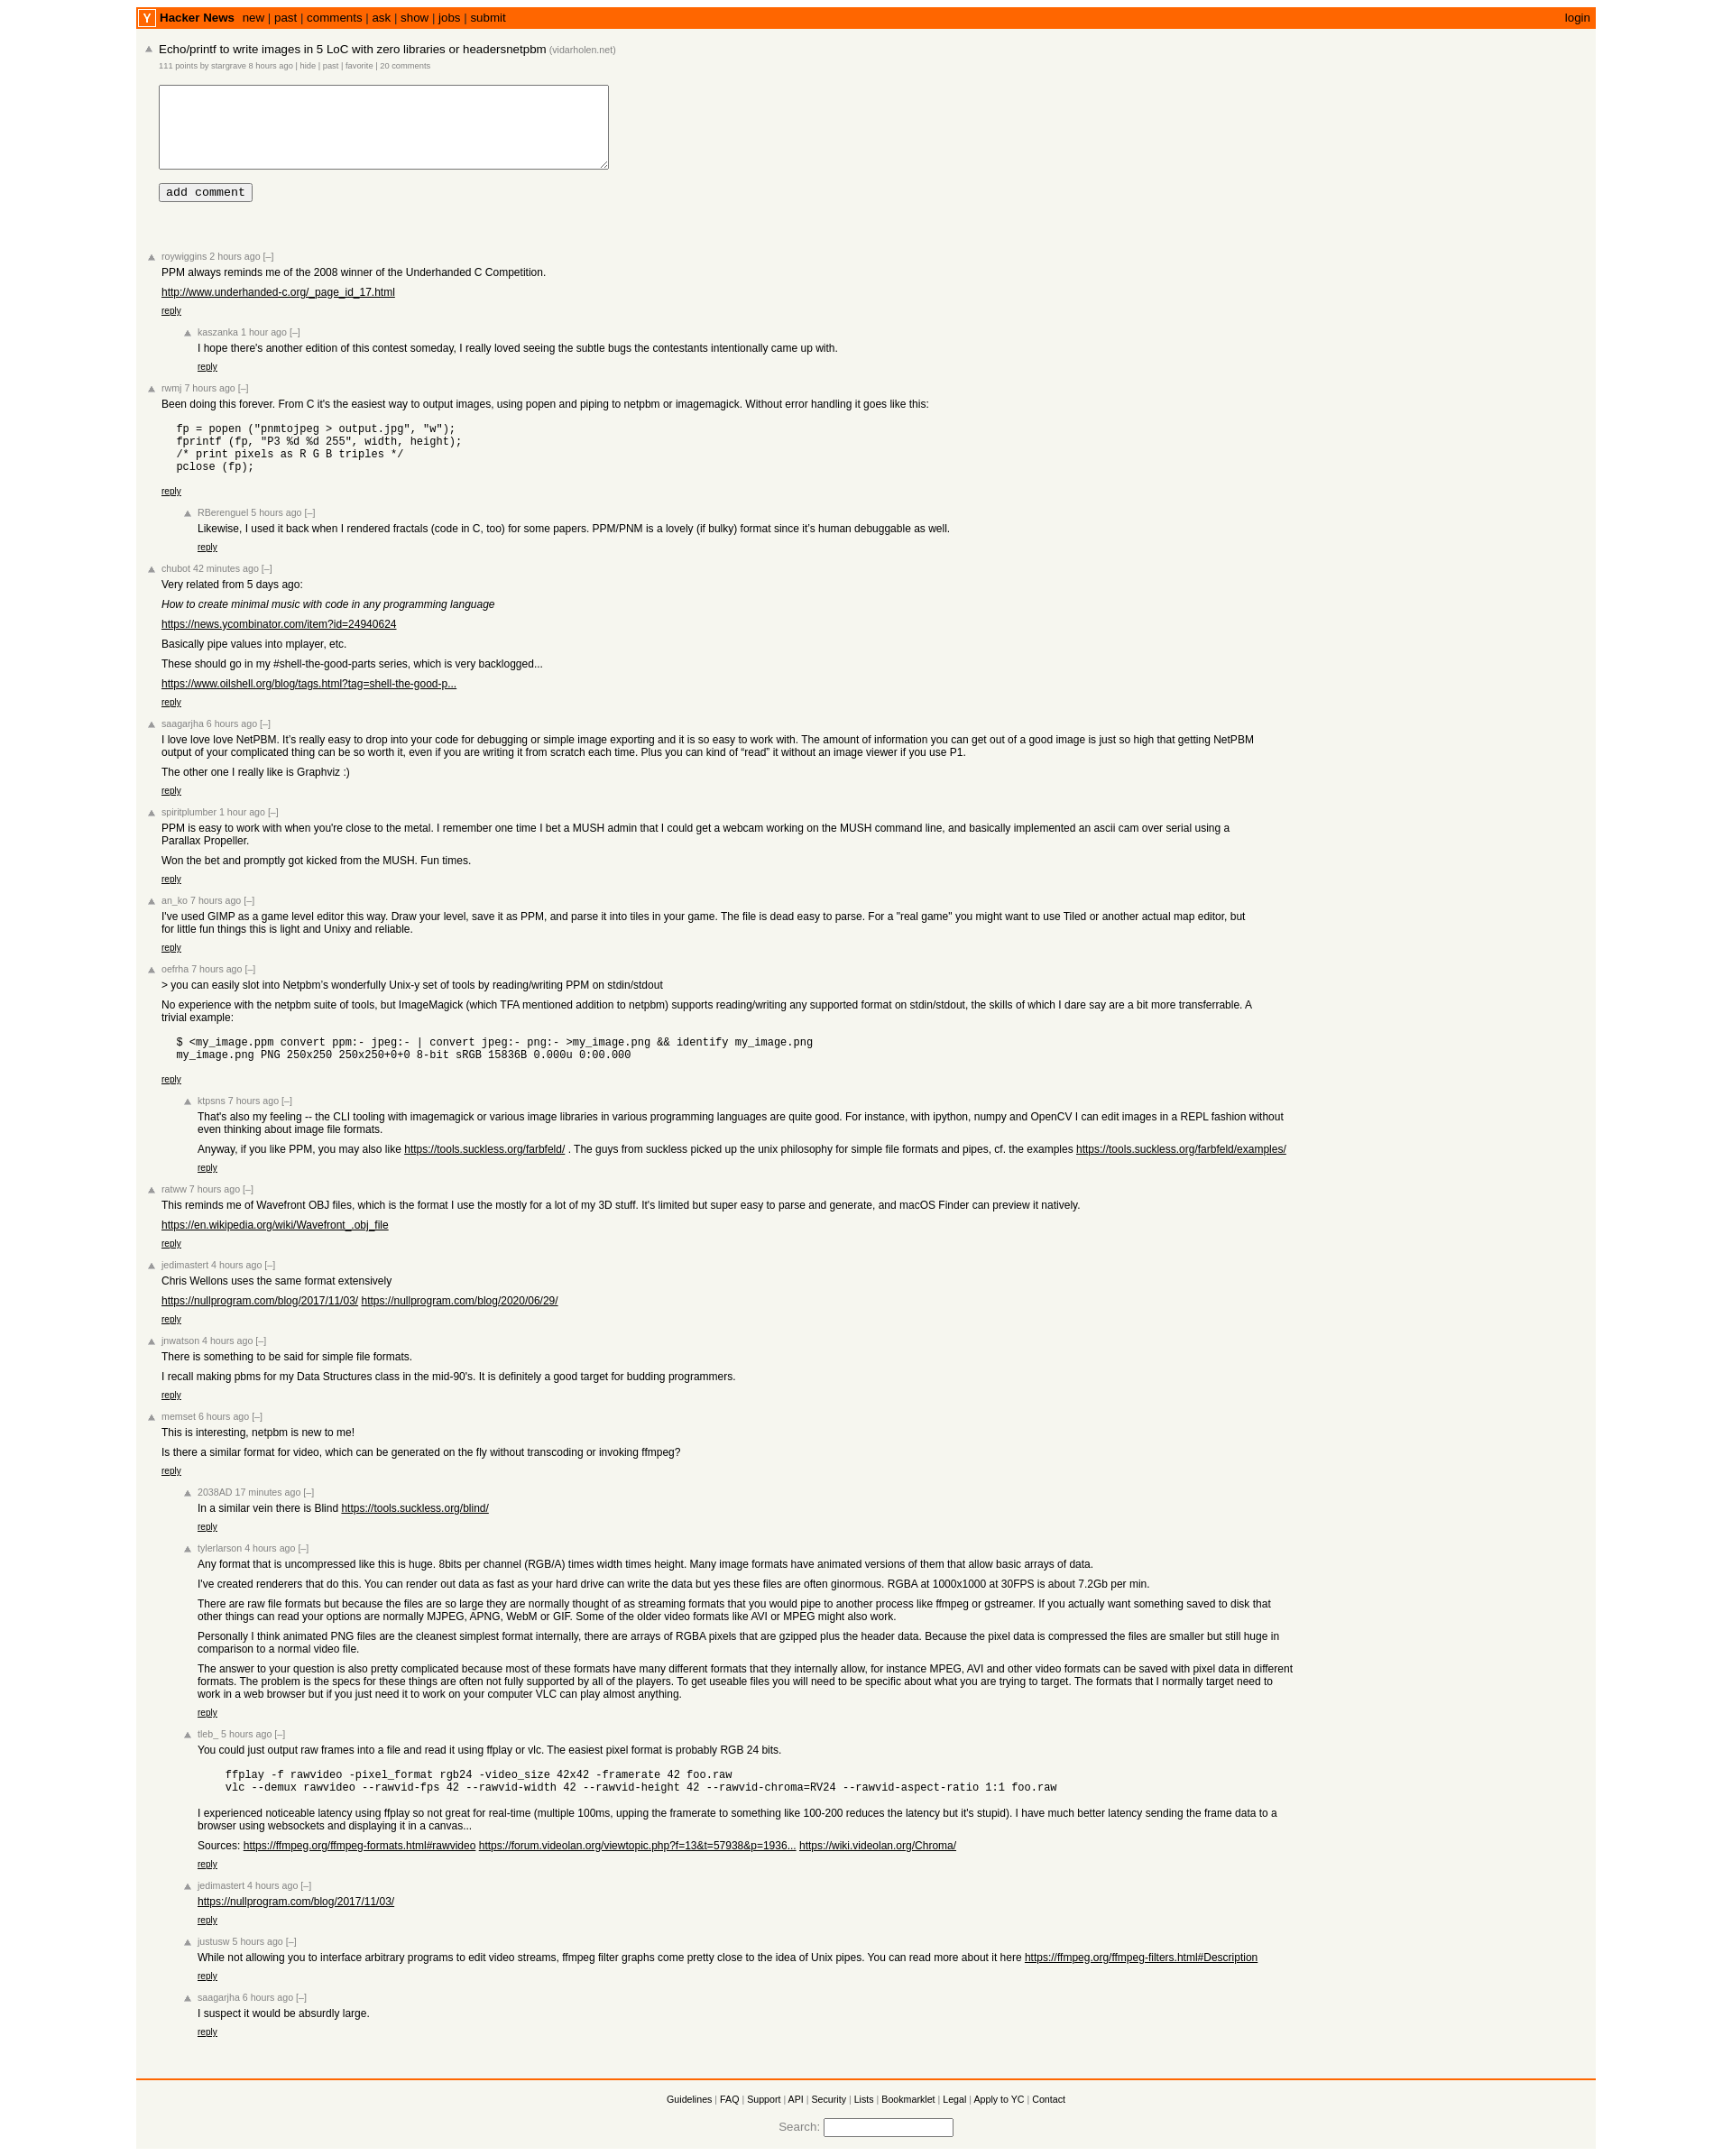 Y Hacker News new | past | comments | ask | show | jobs | submit login
Echo/printf to write images in 5 LoC with zero libraries or headersnetpbm (vidarholen.net)
111 points by stargrave 8 hours ago | hide | past | favorite | 20 comments
add comment
roywiggins 2 hours ago [–]
PPM always reminds me of the 2008 winner of the Underhanded C Competition.
http://www.underhanded-c.org/_page_id_17.html
reply
kaszanka 1 hour ago [–]
I hope there's another edition of this contest someday, I really loved seeing the subtle bugs the contestants intentionally came up with.
reply
rwmj 7 hours ago [–]
Been doing this forever. From C it's the easiest way to output images, using popen and piping to netpbm or imagemagick. Without error handling it goes like this:
fp = popen ("pnmtojpeg > output.jpg", "w");
fprintf (fp, "P3 %d %d 255", width, height);
/* print pixels as R G B triples */
pclose (fp);
reply
RBerenguel 5 hours ago [–]
Likewise, I used it back when I rendered fractals (code in C, too) for some papers. PPM/PNM is a lovely (if bulky) format since it's human debuggable as well.
reply
chubot 42 minutes ago [–]
Very related from 5 days ago:
How to create minimal music with code in any programming language
https://news.ycombinator.com/item?id=24940624
Basically pipe values into mplayer, etc.
These should go in my #shell-the-good-parts series, which is very backlogged...
https://www.oilshell.org/blog/tags.html?tag=shell-the-good-p...
reply
saagarjha 6 hours ago [–]
I love love love NetPBM. It's really easy to drop into your code for debugging or simple image exporting and it is so easy to work with. The amount of information you can get out of a good image is just so high that getting NetPBM
output of your complicated thing can be so worth it, even if you are writing it from scratch each time. Plus you can kind of “read” it without an image viewer if you use P1.
The other one I really like is Graphviz :)
reply
spiritplumber 1 hour ago [–]
PPM is easy to work with when you're close to the metal. I remember one time I bet a MUSH admin that I could get a webcam working on the MUSH command line, and basically implemented an ascii cam over serial using a
Parallax Propeller.
Won the bet and promptly got kicked from the MUSH. Fun times.
reply
an_ko 7 hours ago [–]
I've used GIMP as a game level editor this way. Draw your level, save it as PPM, and parse it into tiles in your game. The file is dead easy to parse. For a "real game" you might want to use Tiled or another actual map editor, but
for little fun things this is light and Unixy and reliable.
reply
oefrha 7 hours ago [–]
> you can easily slot into Netpbm's wonderfully Unix-y set of tools by reading/writing PPM on stdin/stdout
No experience with the netpbm suite of tools, but ImageMagick (which TFA mentioned addition to netpbm) supports reading/writing any supported format on stdin/stdout, the skills of which I dare say are a bit more transferrable. A
trivial example:
$ <my_image.ppm convert ppm:- jpeg:- | convert jpeg:- png:- >my_image.png && identify my_image.png
my_image.png PNG 250x250 250x250+0+0 8-bit sRGB 15836B 0.000u 0:00.000
reply
ktpsns 7 hours ago [–]
That's also my feeling -- the CLI tooling with imagemagick or various image libraries in various programming languages are quite good. For instance, with ipython, numpy and OpenCV I can edit images in a REPL fashion without
even thinking about image file formats.
Anyway, if you like PPM, you may also like https://tools.suckless.org/farbfeld/ . The guys from suckless picked up the unix philosophy for simple file formats and pipes, cf. the examples https://tools.suckless.org/farbfeld/examples/
reply
ratww 7 hours ago [–]
This reminds me of Wavefront OBJ files, which is the format I use the mostly for a lot of my 3D stuff. It's limited but super easy to parse and generate, and macOS Finder can preview it natively.
https://en.wikipedia.org/wiki/Wavefront_.obj_file
reply
jedimastert 4 hours ago [–]
Chris Wellons uses the same format extensively
https://nullprogram.com/blog/2017/11/03/ https://nullprogram.com/blog/2020/06/29/
reply
jnwatson 4 hours ago [–]
There is something to be said for simple file formats.
I recall making pbms for my Data Structures class in the mid-90's. It is definitely a good target for budding programmers.
reply
memset 6 hours ago [–]
This is interesting, netpbm is new to me!
Is there a similar format for video, which can be generated on the fly without transcoding or invoking ffmpeg?
reply
2038AD 17 minutes ago [–]
In a similar vein there is Blind https://tools.suckless.org/blind/
reply
tylerlarson 4 hours ago [–]
Any format that is uncompressed like this is huge. 8bits per channel (RGB/A) times width times height. Many image formats have animated versions of them that allow basic arrays of data.
I've created renderers that do this. You can render out data as fast as your hard drive can write the data but yes these files are often ginormous. RGBA at 1000x1000 at 30FPS is about 7.2Gb per min.
There are raw file formats but because the files are so large they are normally thought of as streaming formats that you would pipe to another process like ffmpeg or gstreamer. If you actually want something saved to disk that
other things can read your options are normally MJPEG, APNG, WebM or GIF. Some of the older video formats like AVI or MPEG might also work.
Personally I think animated PNG files are the cleanest simplest format internally, there are arrays of RGBA pixels that are gzipped plus the header data. Because the pixel data is compressed the files are smaller but still huge in
comparison to a normal video file.
The answer to your question is also pretty complicated because most of these formats have many different formats that they internally allow, for instance MPEG, AVI and other video formats can be saved with pixel data in different
formats. The problem is the specs for these things are often not fully supported by all of the players. To get useable files you will need to be specific about what you are trying to target. The formats that I normally target need to
work in a web browser but if you just need it to work on your computer VLC can play almost anything.
reply
tleb_ 5 hours ago [–]
You could just output raw frames into a file and read it using ffplay or vlc. The easiest pixel format is probably RGB 24 bits.
ffplay -f rawvideo -pixel_format rgb24 -video_size 42x42 -framerate 42 foo.raw
vlc --demux rawvideo --rawvid-fps 42 --rawvid-width 42 --rawvid-height 42 --rawvid-chroma=RV24 --rawvid-aspect-ratio 1:1 foo.raw
I experienced noticeable latency using ffplay so not great for real-time (multiple 100ms, upping the framerate to something like 100-200 reduces the latency but it's stupid). I have much better latency sending the frame data to a
browser using websockets and displaying it in a canvas...
Sources: https://ffmpeg.org/ffmpeg-formats.html#rawvideo https://forum.videolan.org/viewtopic.php?f=13&t=57938&p=1936... https://wiki.videolan.org/Chroma/
reply
jedimastert 4 hours ago [–]
https://nullprogram.com/blog/2017/11/03/
reply
justusw 5 hours ago [–]
While not allowing you to interface arbitrary programs to edit video streams, ffmpeg filter graphs come pretty close to the idea of Unix pipes. You can read more about it here https://ffmpeg.org/ffmpeg-filters.html#Description
reply
saagarjha 6 hours ago [–]
I suspect it would be absurdly large.
reply
Guidelines | FAQ | Support | API | Security | Lists | Bookmarklet | Legal | Apply to YC | Contact
Search: